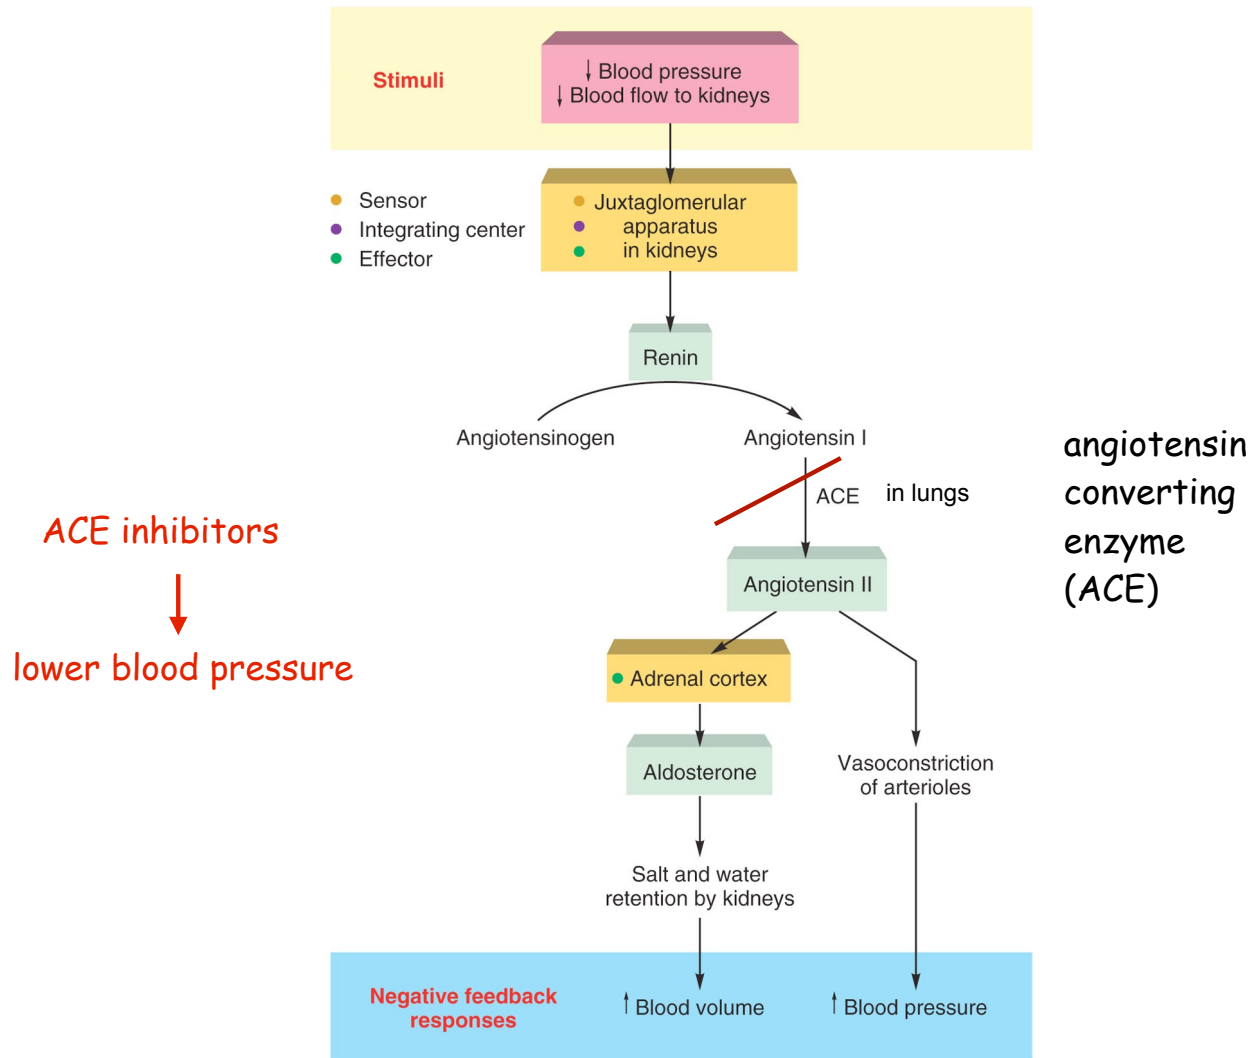 Stimuli
↓ Blood pressure
↓ Blood flow to kidneys
Sensor
Integrating center
Effector
Juxtaglomerular
apparatus
in kidneys
Renin
Angiotensinogen
Angiotensin I
ACE
in lungs
angiotensin
converting
enzyme
(ACE)
ACE inhibitors
lower blood pressure
Angiotensin II
Adrenal cortex
Aldosterone
Vasoconstriction
of arterioles
Salt and water
retention by kidneys
Negative feedback
responses
↑ Blood volume
↑ Blood pressure